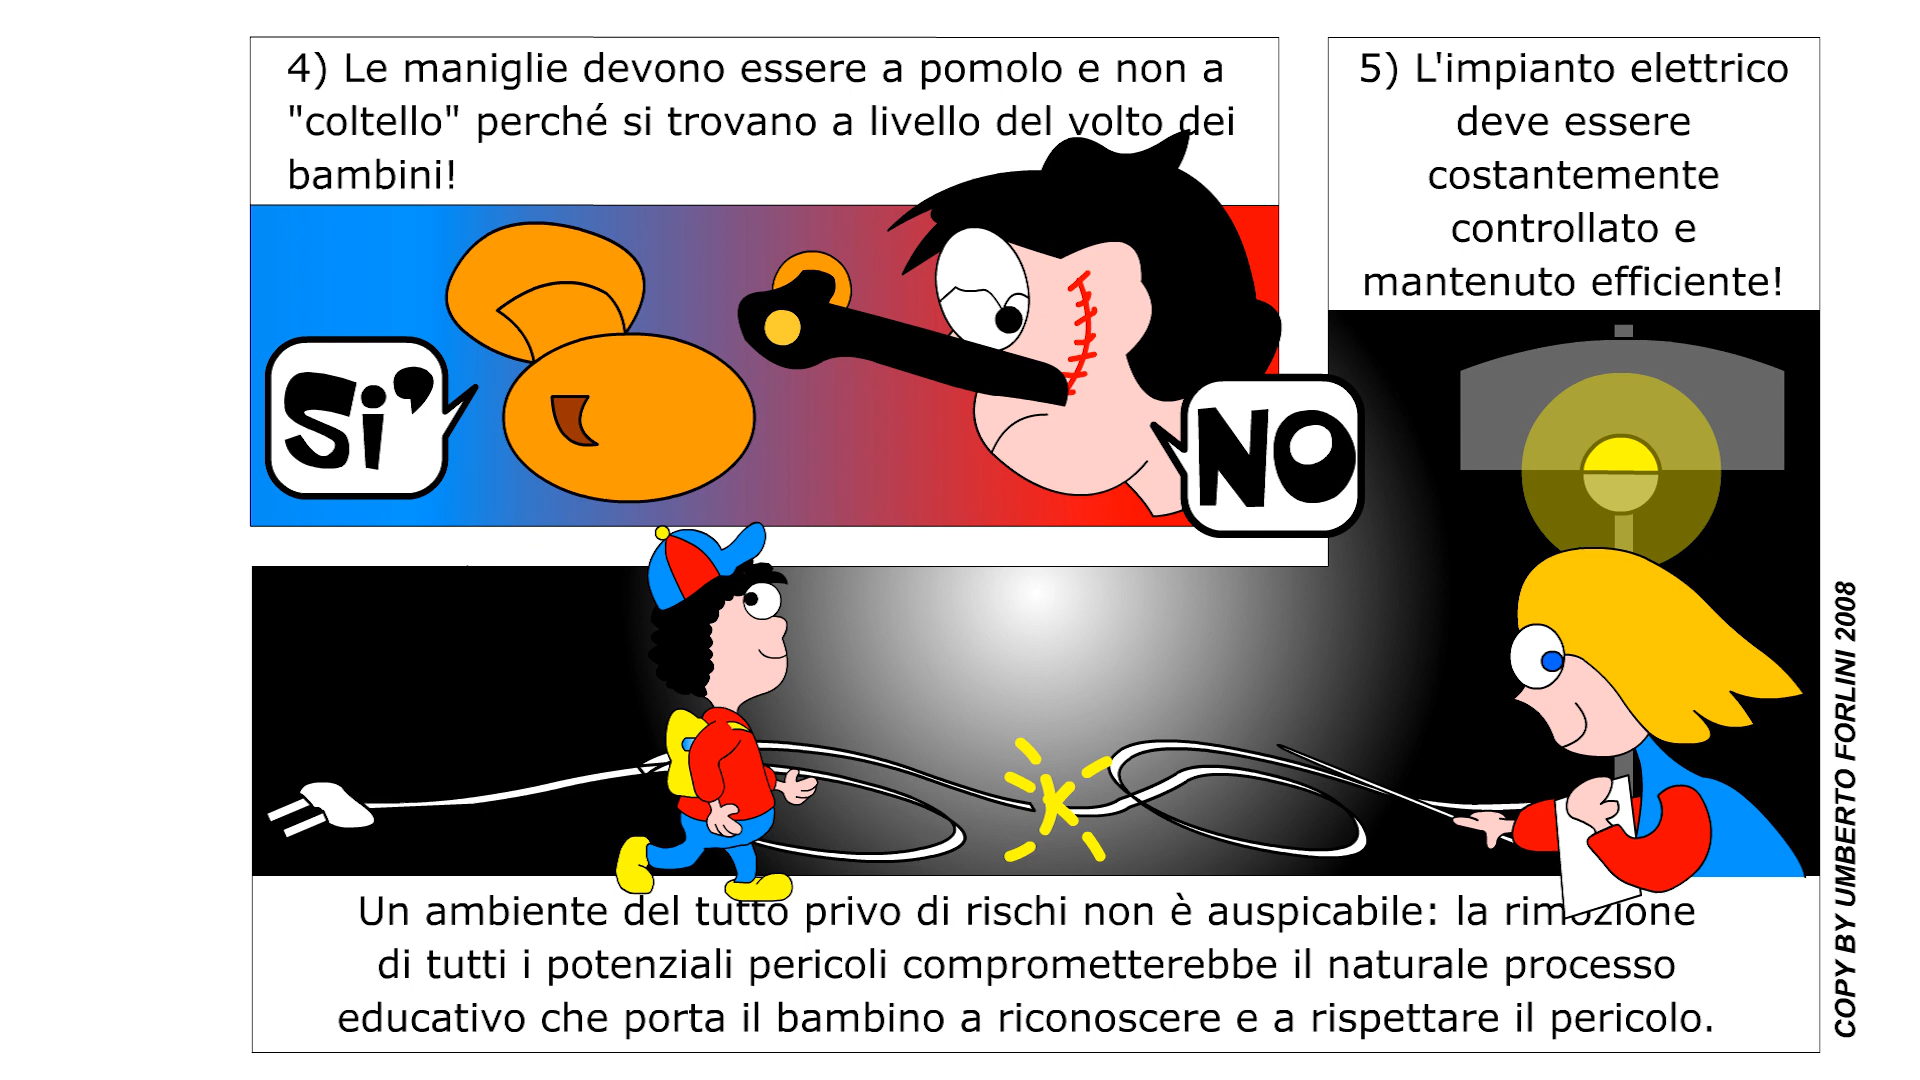 4) Le maniglie devono essere a pomolo e non a
"coltello" perché si trovano a livello del volto dei
bambini!
Si'
NO
5) L'impianto elettrico
deve essere
costantemente
controllato e
mantenuto efficiente!
Un ambiente del tutto privo di rischi non è auspicabile: la rimozione
di tutti i potenziali pericoli comprometterebbe il naturale processo
educativo che porta il bambino a riconoscere e a rispettare il pericolo.
COPY BY UMBERTO FORLINI 2008